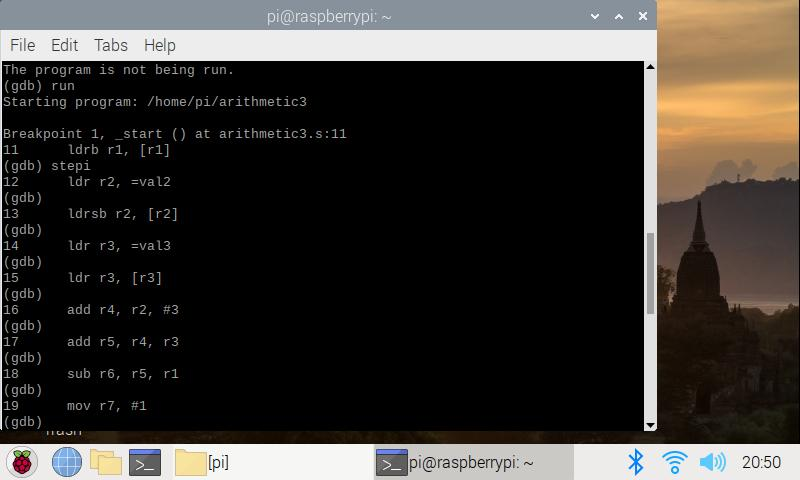 pi@raspberrypi: ~
File Edit Tabs Help
The program is not being run.
(gdb) run
Starting program: /home/pi/arithmetic3
Breakpoint 1, _start () at arithmetic3.s:11
11 ldrb r1, [r1]
(gdb) stepi
12 ldr r2, =val2
(gdb)
13 ldrsb r2, [r2]
(gdb)
14 ldr r3, =val3
(gdb)
15 ldr r3, [r3]
(gdb)
16 add r4, r2, #3
(gdb)
17 add r5, r4, r3
(gdb)
18 sub r6, r5, r1
(gdb)
19 mov r7, #1
(gdb)
[pi] pi@raspberrypi: ~ 20:50